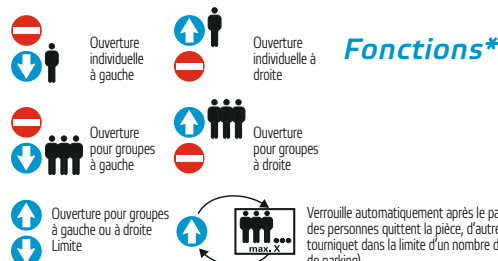 Fonctions*
Ouverture
individuelle
à gauche
Ouverture
individuelle à
droite
Ouverture
pour groupes
à gauche
Ouverture
pour groupes
à droite
Ouverture pour groupes
à gauche ou à droite
Limite
max. X
Verrouille automatiquement après le
des personnes quittent la pièce, d'autre
tourniquet dans la limite d'un nombre
de parking)